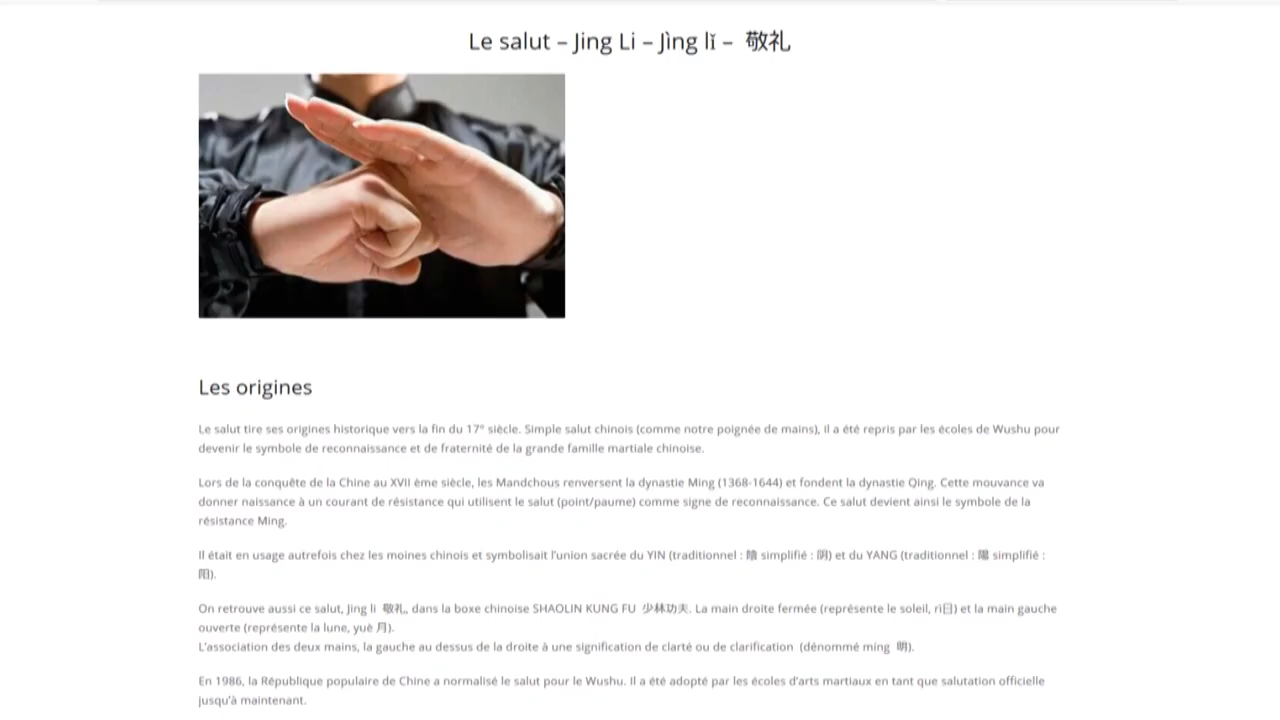 Le salut – Jing Li – Jìng lǐ – 敬礼
Les origines
Le salut tire ses origines historique vers la fin du 17° siècle. Simple salut chinois (comme notre poignée de mains), il a été repris par les écoles de Wushu pour
devenir le symbole de reconnaissance et de fraternité de la grande famille martiale chinoise.
Lors de la conquête de la Chine au XVII ème siècle, les Mandchous renversent la dynastie Ming (1368-1644) et fondent la dynastie Qing. Cette mouvance va
donner naissance à un courant de résistance qui utilisent le salut (point/paume) comme signe de reconnaissance. Ce salut devient ainsi le symbole de la
résistance Ming.
Il était en usage autrefois chez les moines chinois et symbolisait l'union sacrée du YIN (traditionnel : 陰 simplifié : 阴) et du YANG (traditionnel : 陽 simplifié :
阳).
On retrouve aussi ce salut, Jing li 敬礼, dans la boxe chinoise SHAOLIN KUNG FU 少林功夫. La main droite fermée (représente le soleil, rì日) et la main gauche
ouverte (représente la lune, yuè 月).
L'association des deux mains, la gauche au dessus de la droite à une signification de clarté ou de clarification (dénommé ming 明).
En 1986, la République populaire de Chine a normalisé le salut pour le Wushu. Il a été adopté par les écoles d'arts martiaux en tant que salutation officielle
jusqu'à maintenant.